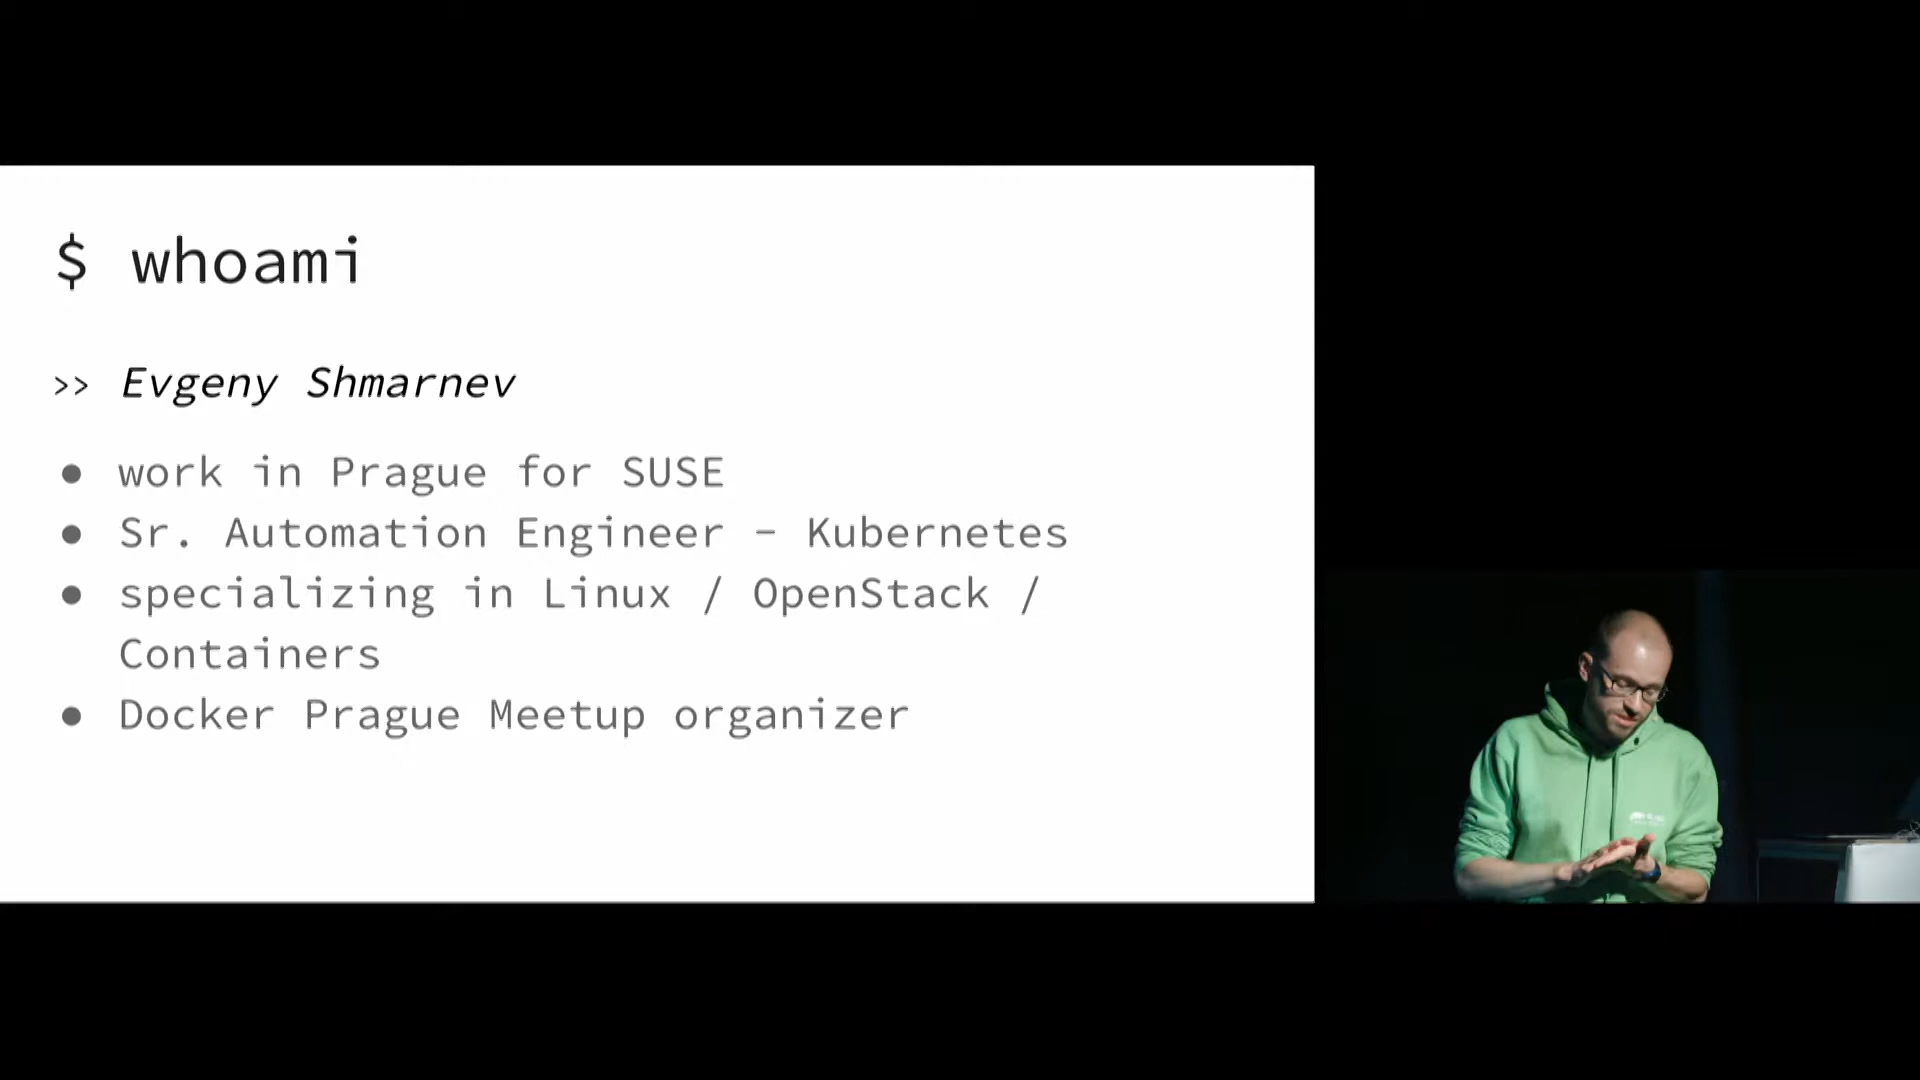 $ whoami
>> Evgeny Shmarnev
● work in Prague for SUSE
● Sr. Automation Engineer – Kubernetes
● specializing in Linux / OpenStack /
Containers
● Docker Prague Meetup organizer